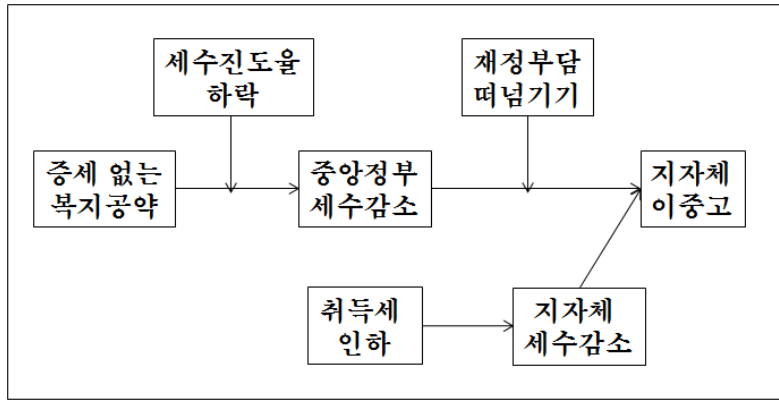 세수진도율
하락
재정부담
떠넘기기
증세 없는
복지공약
중앙정부
세수감소
지자체
이중고
취득세
인하
지자체
세수감소